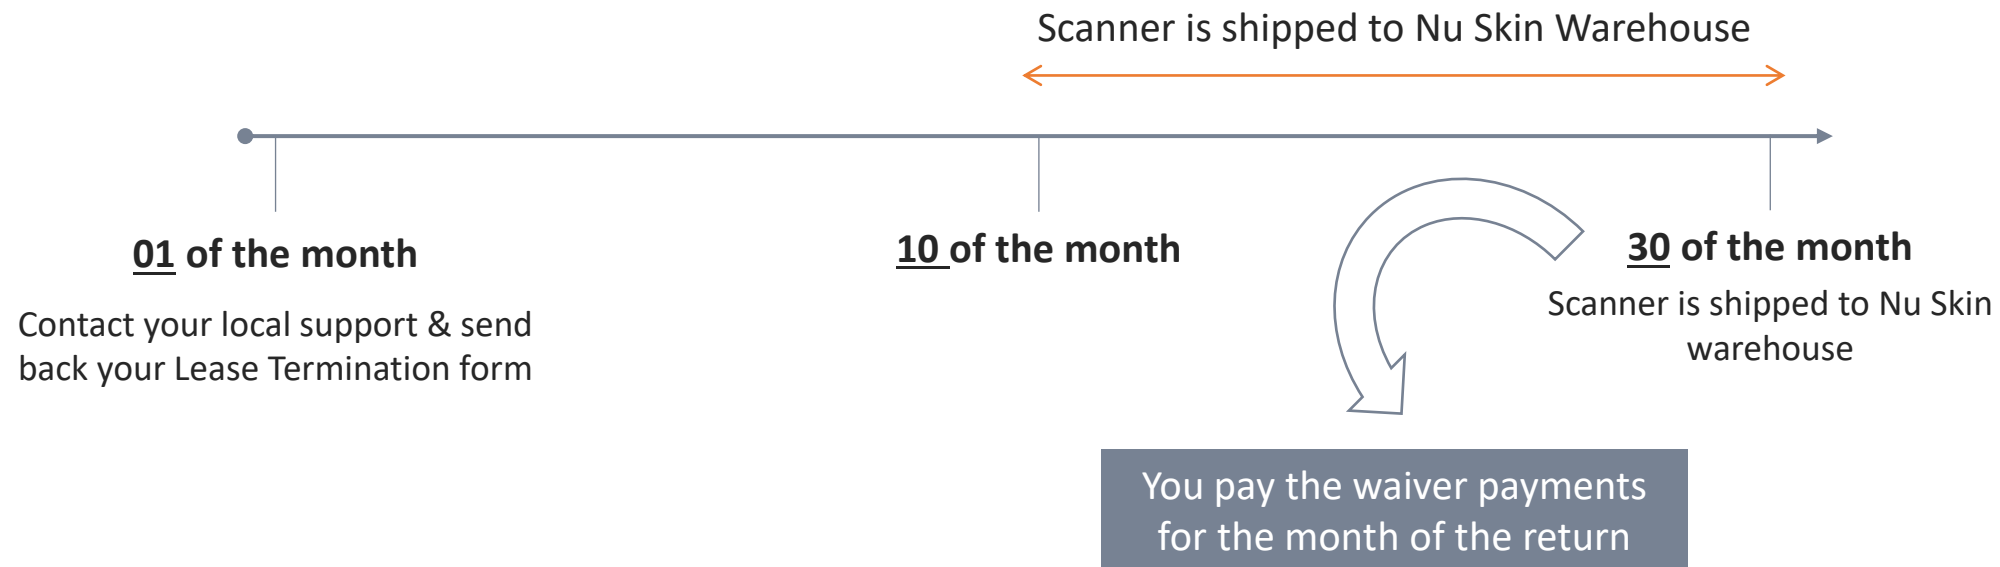 Scanner is shipped to Nu Skin Warehouse
01 of the month
Contact your local support & send
back your Lease Termination form
10 of the month
30 of the month
Scanner is shipped to Nu Skin
warehouse
You pay the waiver payments
for the month of the return